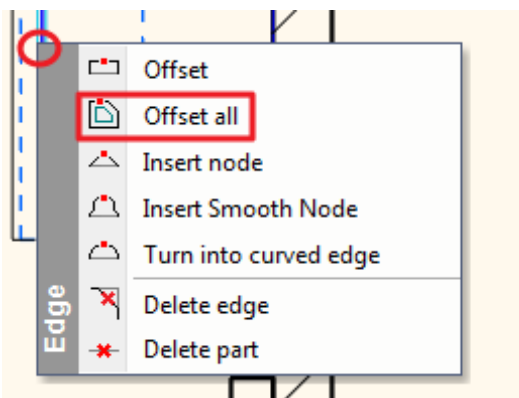 Offset
Offset all
Insert node
Insert Smooth Node
Turn into curved edge
Delete edge
Delete part
Edge